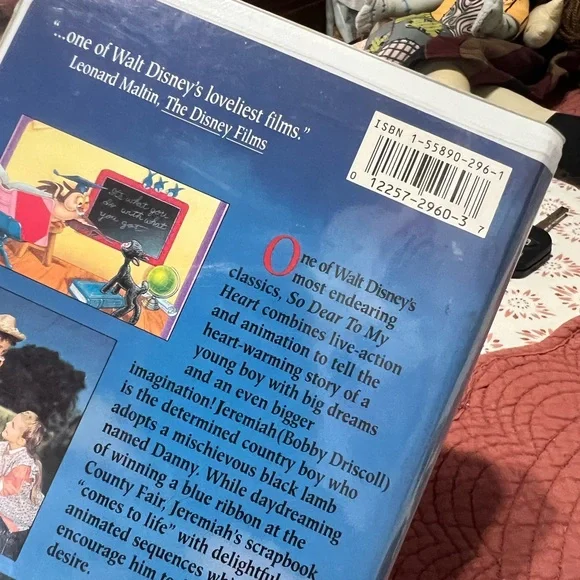 "...one of Walt Disney's loveliest films."
Leonard Maltin, The Disney Films
ISBN 1-55890-296-1
0 12257-2960-3 7
it's what you
do with what
you got
One of Walt Disney's
most endearing
classics, So Dear To My
Heart combines live-action
and animation to tell the
heart-warming story of a
young boy with big dreams
and an even bigger
imagination! Jeremiah (Bobby Driscoll)
is the determined country boy who
adopts a mischievous black lamb
named Danny. While daydreaming
of winning a blue ribbon at the
County Fair, Jeremiah's scrapbook
"comes to life" with delightful
animated sequences
encourage him to
desire.